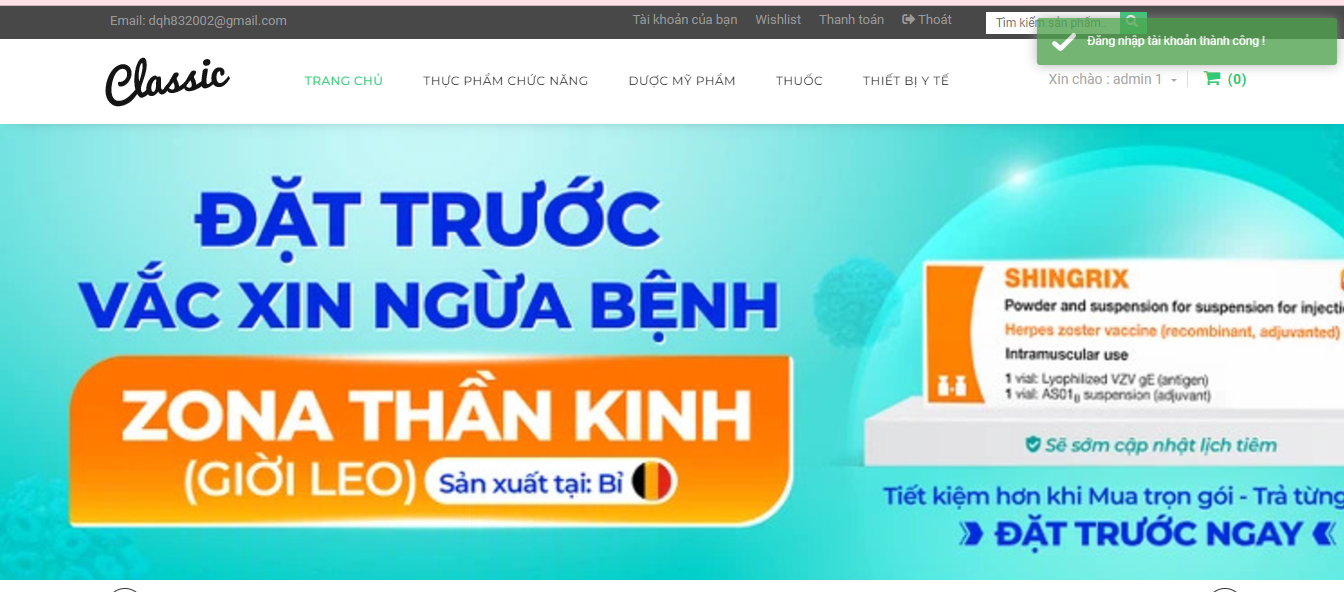 Email: dqh832002@gmail.com
Tài khoản của bạn Wishlist Thanh toán Thoát
Tìm kiếm sản phẩm...
Đăng nhập tài khoản thành công !
Classic
TRANG CHỦ THỰC PHẨM CHỨC NĂNG DƯỢC MỸ PHẨM THUỐC THIẾT BỊ Y TẾ
Xin chào : admin 1 (0)
ĐẶT TRƯỚC
VẮC XIN NGỪA BỆNH
ZONA THẦN KINH
(GIỜI LEO) Sản xuất tại: Bỉ
SHINGRIX
Powder and suspension for suspension for injecti
Herpes zoster vaccine (recombinant, adjuvanted)
Intramuscular use
1 vial: Lyophilized VZV gE (antigen)
1 vial: AS01B suspension (adjuvant)
Sẽ sớm cập nhật lịch tiêm
Tiết kiệm hơn khi Mua trọn gói - Trả từng
ĐẶT TRƯỚC NGAY